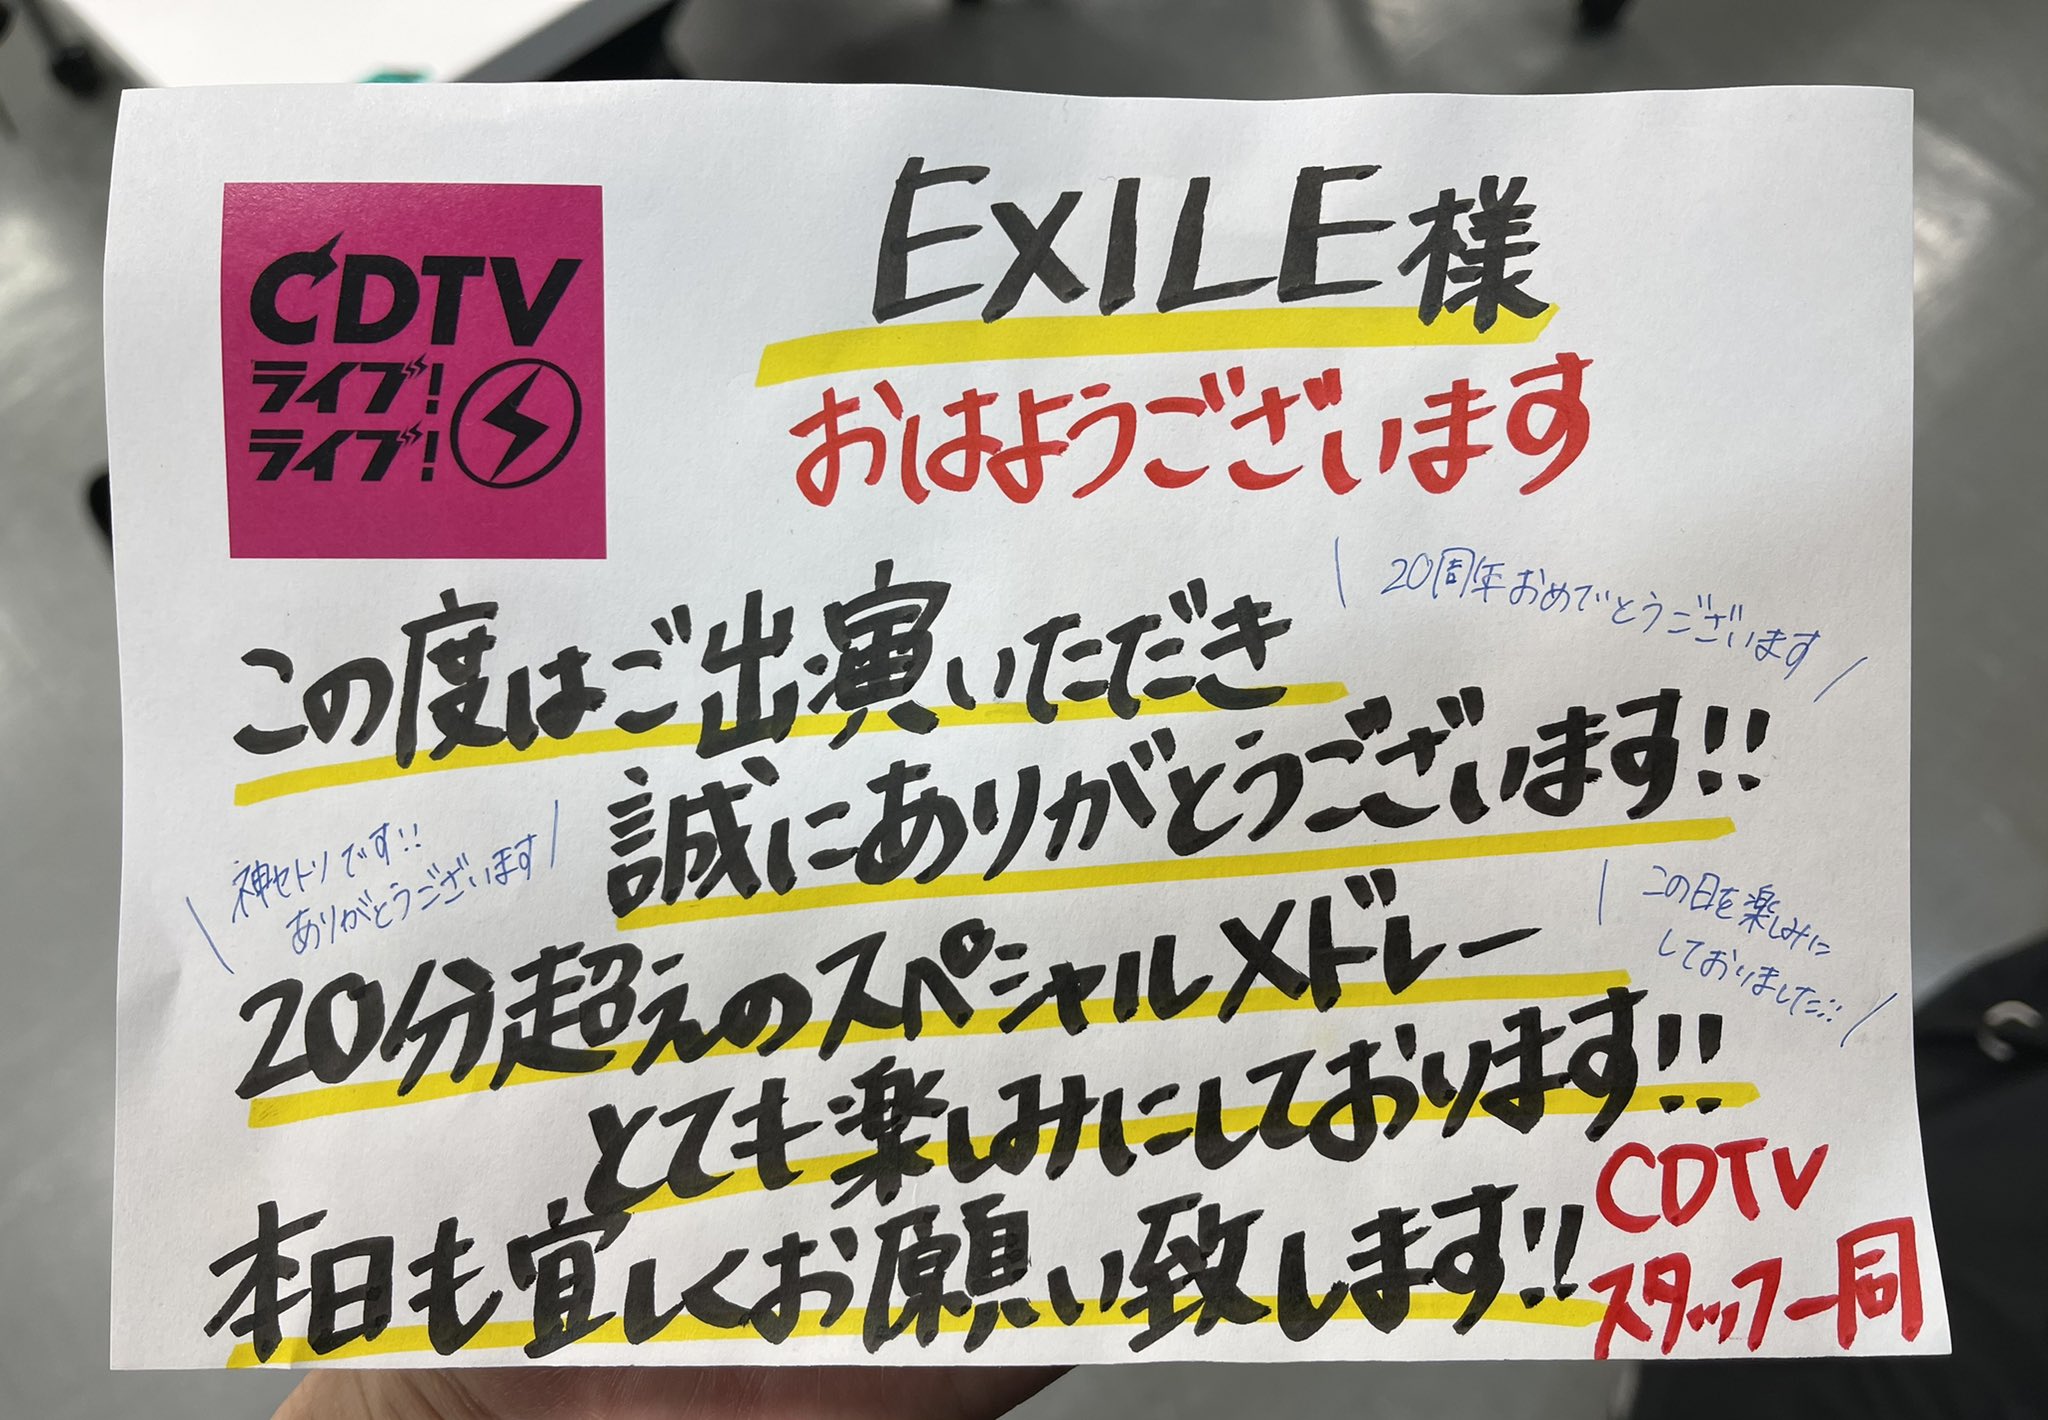 CDTV
ライブ!
ライブ!
EXILE様
おはようございます
20周年おめでとうございます
この度はご出演いただき
誠にありがとうございます!!
神セトリです!!
ありがとうございます
この日を楽しみに
しておりました!!!
20分超えのスペシャルメドレー
とても楽しみにしております!!
本日も宜しくお願い致します!!
CDTV
スタッフ一同